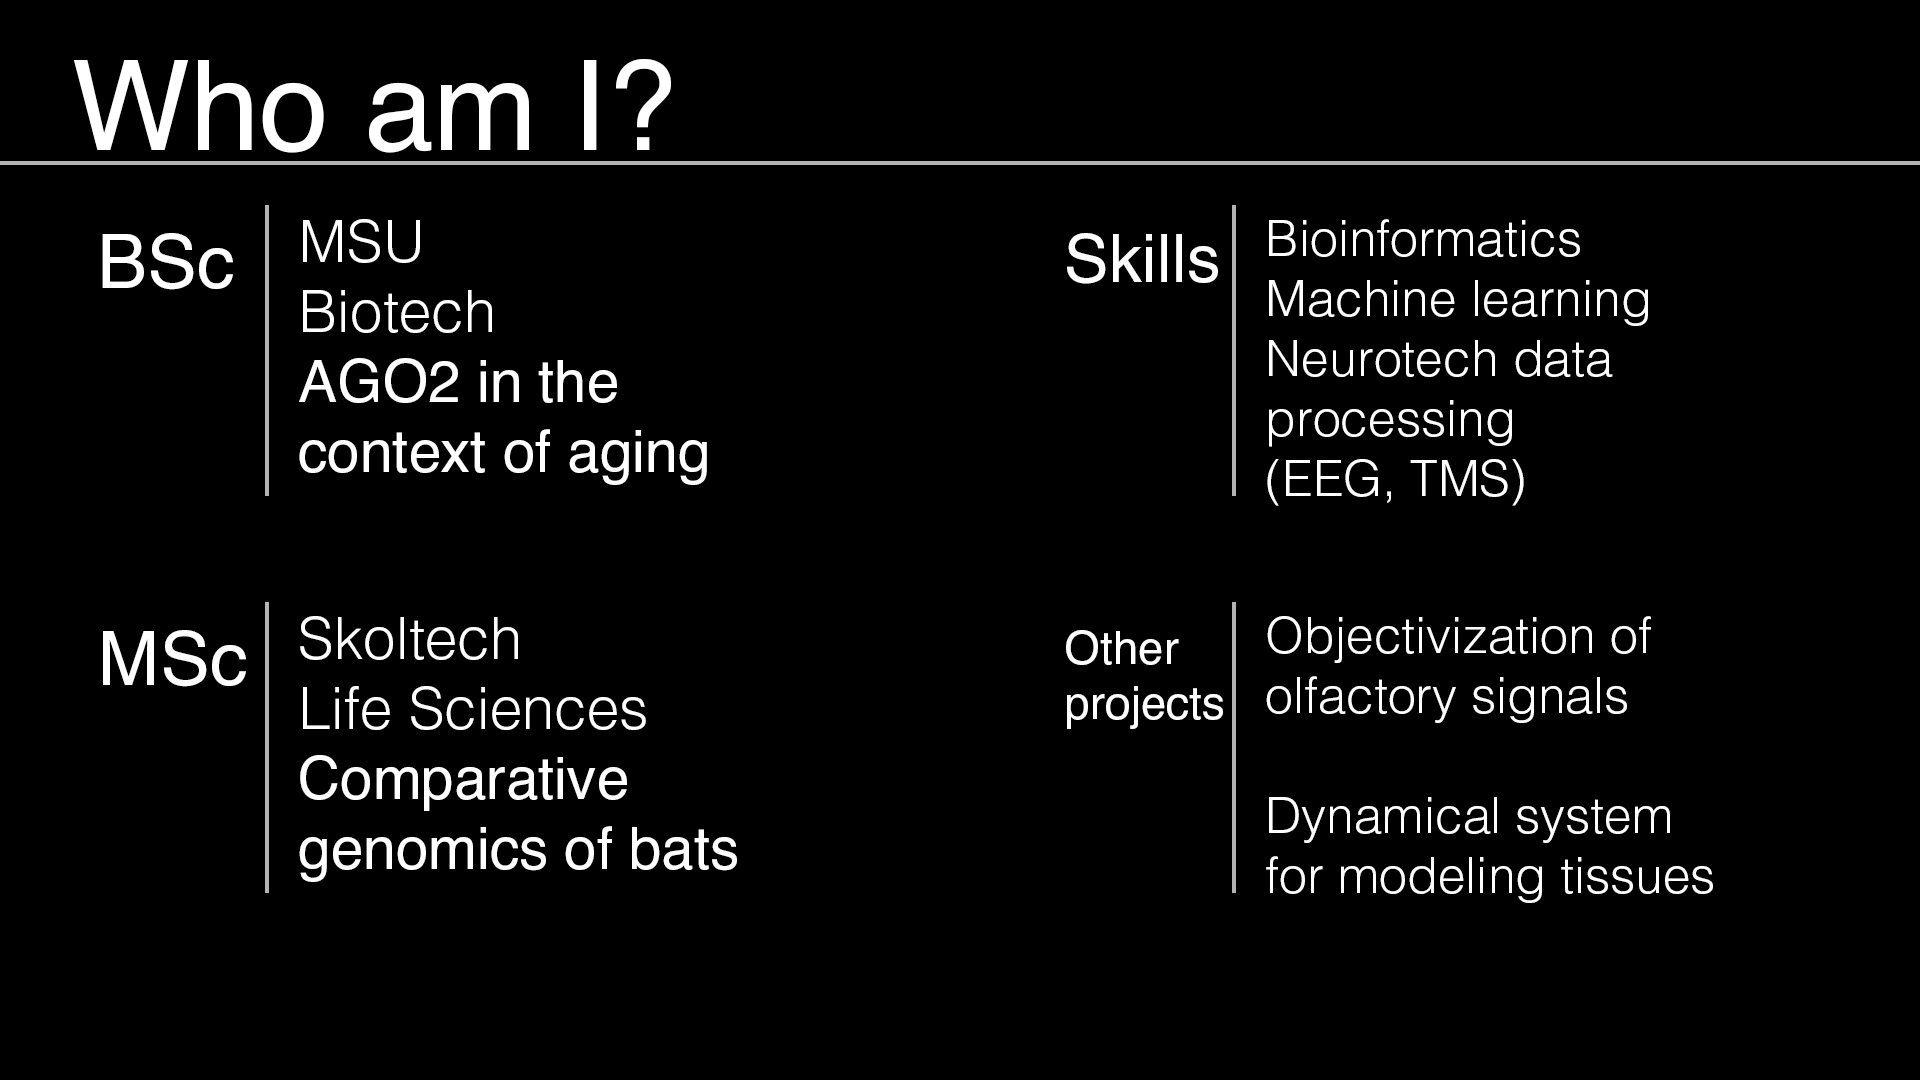 Who am I?
BSc
MSU
Biotech
AGO2 in the
context of aging
MSc
Skoltech
Life Sciences
Comparative
genomics of bats
Skills
Bioinformatics
Machine learning
Neurotech data
processing
(EEG, TMS)
Other
projects
Objectivization of
olfactory signals
Dynamical system
for modeling tissues